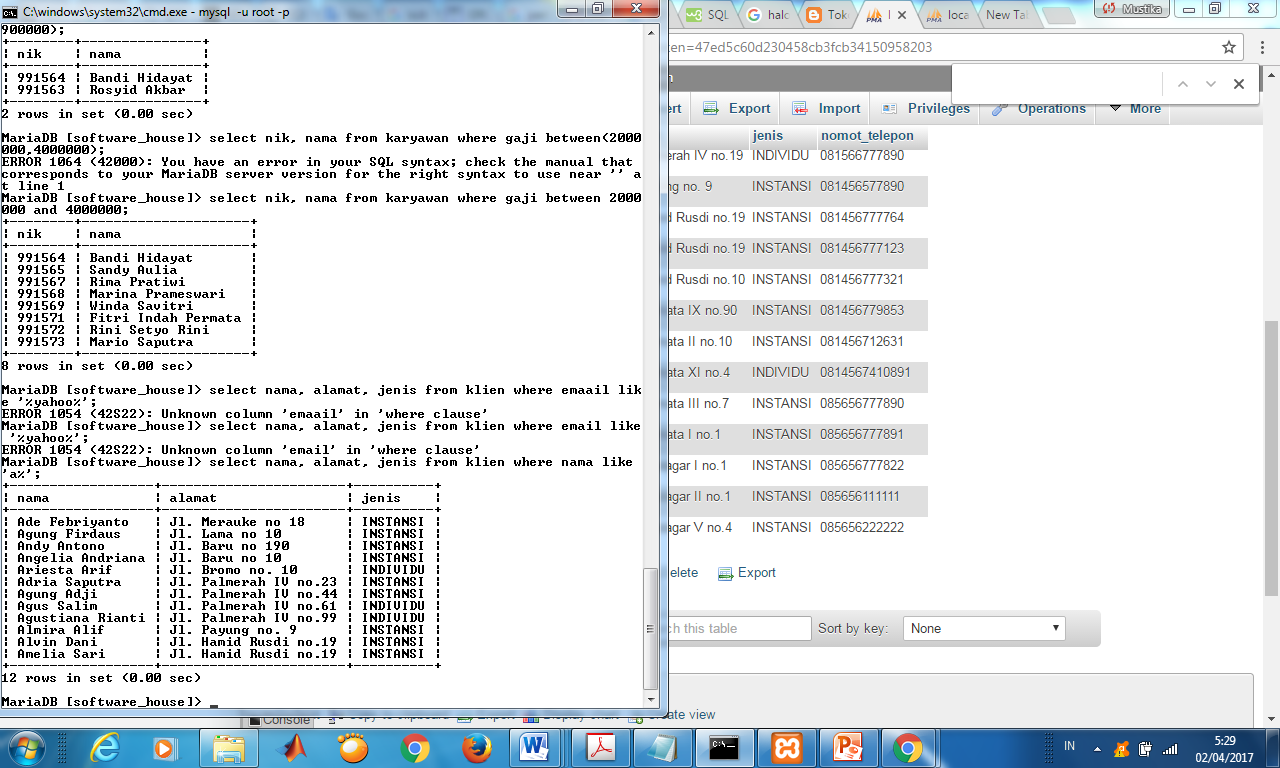 C:\windows\system32\cmd.exe - mysql -u root -p
900000);
nik nama
991564 Bandi Hidayat
991563 Rosyid Akbar
2 rows in set (0.00 sec)
MariaDB [software_house]> select nik, nama from karyawan where gaji between(2000
000,4000000);
ERROR 1064 (42000): You have an error in your SQL syntax; check the manual that
corresponds to your MariaDB server version for the right syntax to use near '' a
t line 1
MariaDB [software_house]> select nik, nama from karyawan where gaji between 2000
000 and 4000000;
nik nama
991564 Bandi Hidayat
991565 Sandy Aulia
991567 Rima Pratiwi
991568 Marina Prameswari
991569 Winda Savitri
991571 Fitri Indah Permata
991572 Rini Setyo Rini
991573 Mario Saputra
8 rows in set (0.00 sec)
MariaDB [software_house]> select nama, alamat, jenis from klien where emaail lik
e '%yahoo%';
ERROR 1054 (42S22): Unknown column 'emaail' in 'where clause'
MariaDB [software_house]> select nama, alamat, jenis from klien where email like
'%yahoo%';
ERROR 1054 (42S22): Unknown column 'email' in 'where clause'
MariaDB [software_house]> select nama, alamat, jenis from klien where nama like
'a%';
nama alamat jenis
Ade Febriyanto Jl. Merauke no 18 INSTANSI
Agung Firdaus Jl. Lama no 10 INSTANSI
Andy Antono Jl. Baru no 190 INSTANSI
Angelia Andriana Jl. Baru no 10 INSTANSI
Ariesta Arif Jl. Bromo no. 10 INDIVIDU
Adria Saputra Jl. Palmerah IV no.23 INSTANSI
Agung Adji Jl. Palmerah IV no.44 INSTANSI
Agus Salim Jl. Palmerah IV no.61 INDIVIDU
Agustiana Rianti Jl. Palmerah IV no.99 INDIVIDU
Almira Alif Jl. Payung no. 9 INSTANSI
Alvin Dani Jl. Hamid Rusdi no.19 INSTANSI
Amelia Sari Jl. Hamid Rusdi no.19 INSTANSI
12 rows in set (0.00 sec)
MariaDB [software_house]> _
SQL halo Tok PMA l PMA loca New Tal Mustika
en=47ed5c60d230458cb3fcb34150958203
n
ert Export Import Privileges Operations More
jenis nomot_telepon
erah IV no.19 INDIVIDU 081566777890
ng no. 9 INSTANSI 081456577890
d Rusdi no.19 INSTANSI 081456777764
d Rusdi no.19 INSTANSI 081456777123
d Rusdi no.10 INSTANSI 081456777321
ata IX no.90 INSTANSI 081456779853
ata II no.10 INSTANSI 081456712631
ata XI no.4 INDIVIDU 0814567410891
ata III no.7 INSTANSI 085656777890
ata I no.1 INSTANSI 085656777891
agar I no.1 INSTANSI 085656777822
agar II no.1 INSTANSI 085656111111
agar V no.4 INSTANSI 085656222222
elete Export
ch this table Sort by key: None
Console Copy to clipboard Export Display chart Create view
IN 5:29
02/04/2017